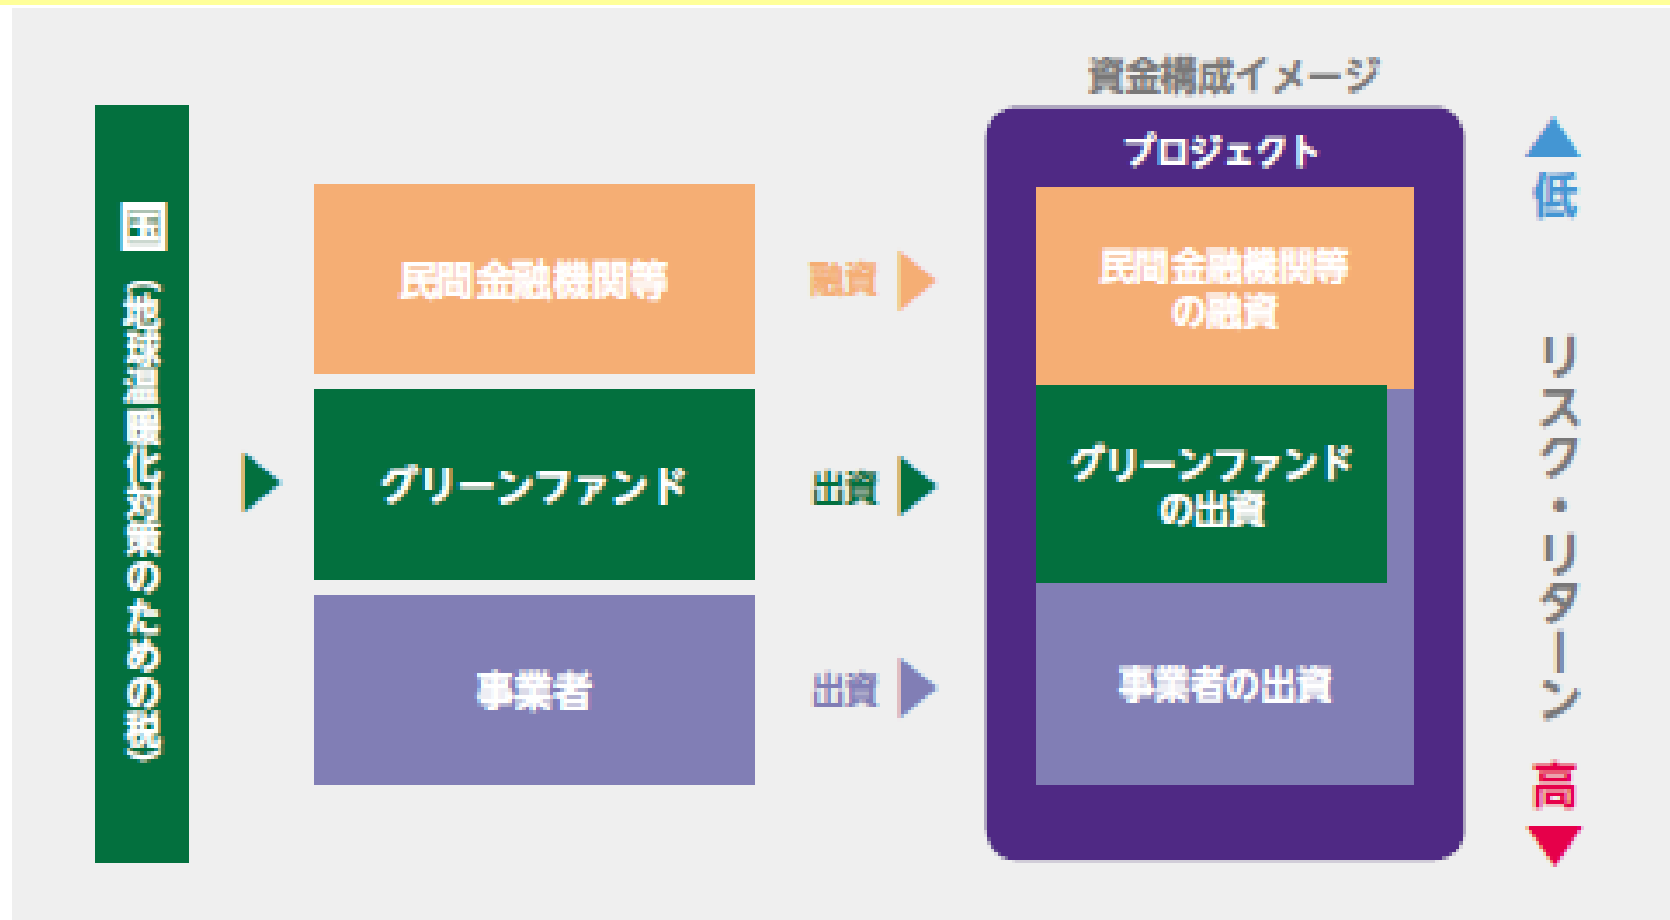 資金構成イメージ
国
(地球温暖化対策のための税)
民間金融機関等
融資
グリーンファンド
出資
事業者
出資
プロジェクト
民間金融機関等
の融資
グリーンファンド
の出資
事業者の出資
低
リスク・リターン
高